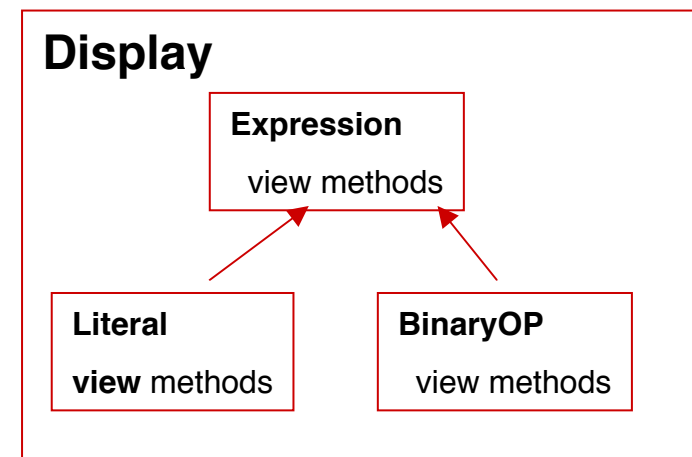 Display
Expression
view methods
Literal
view methods
BinaryOP
view methods